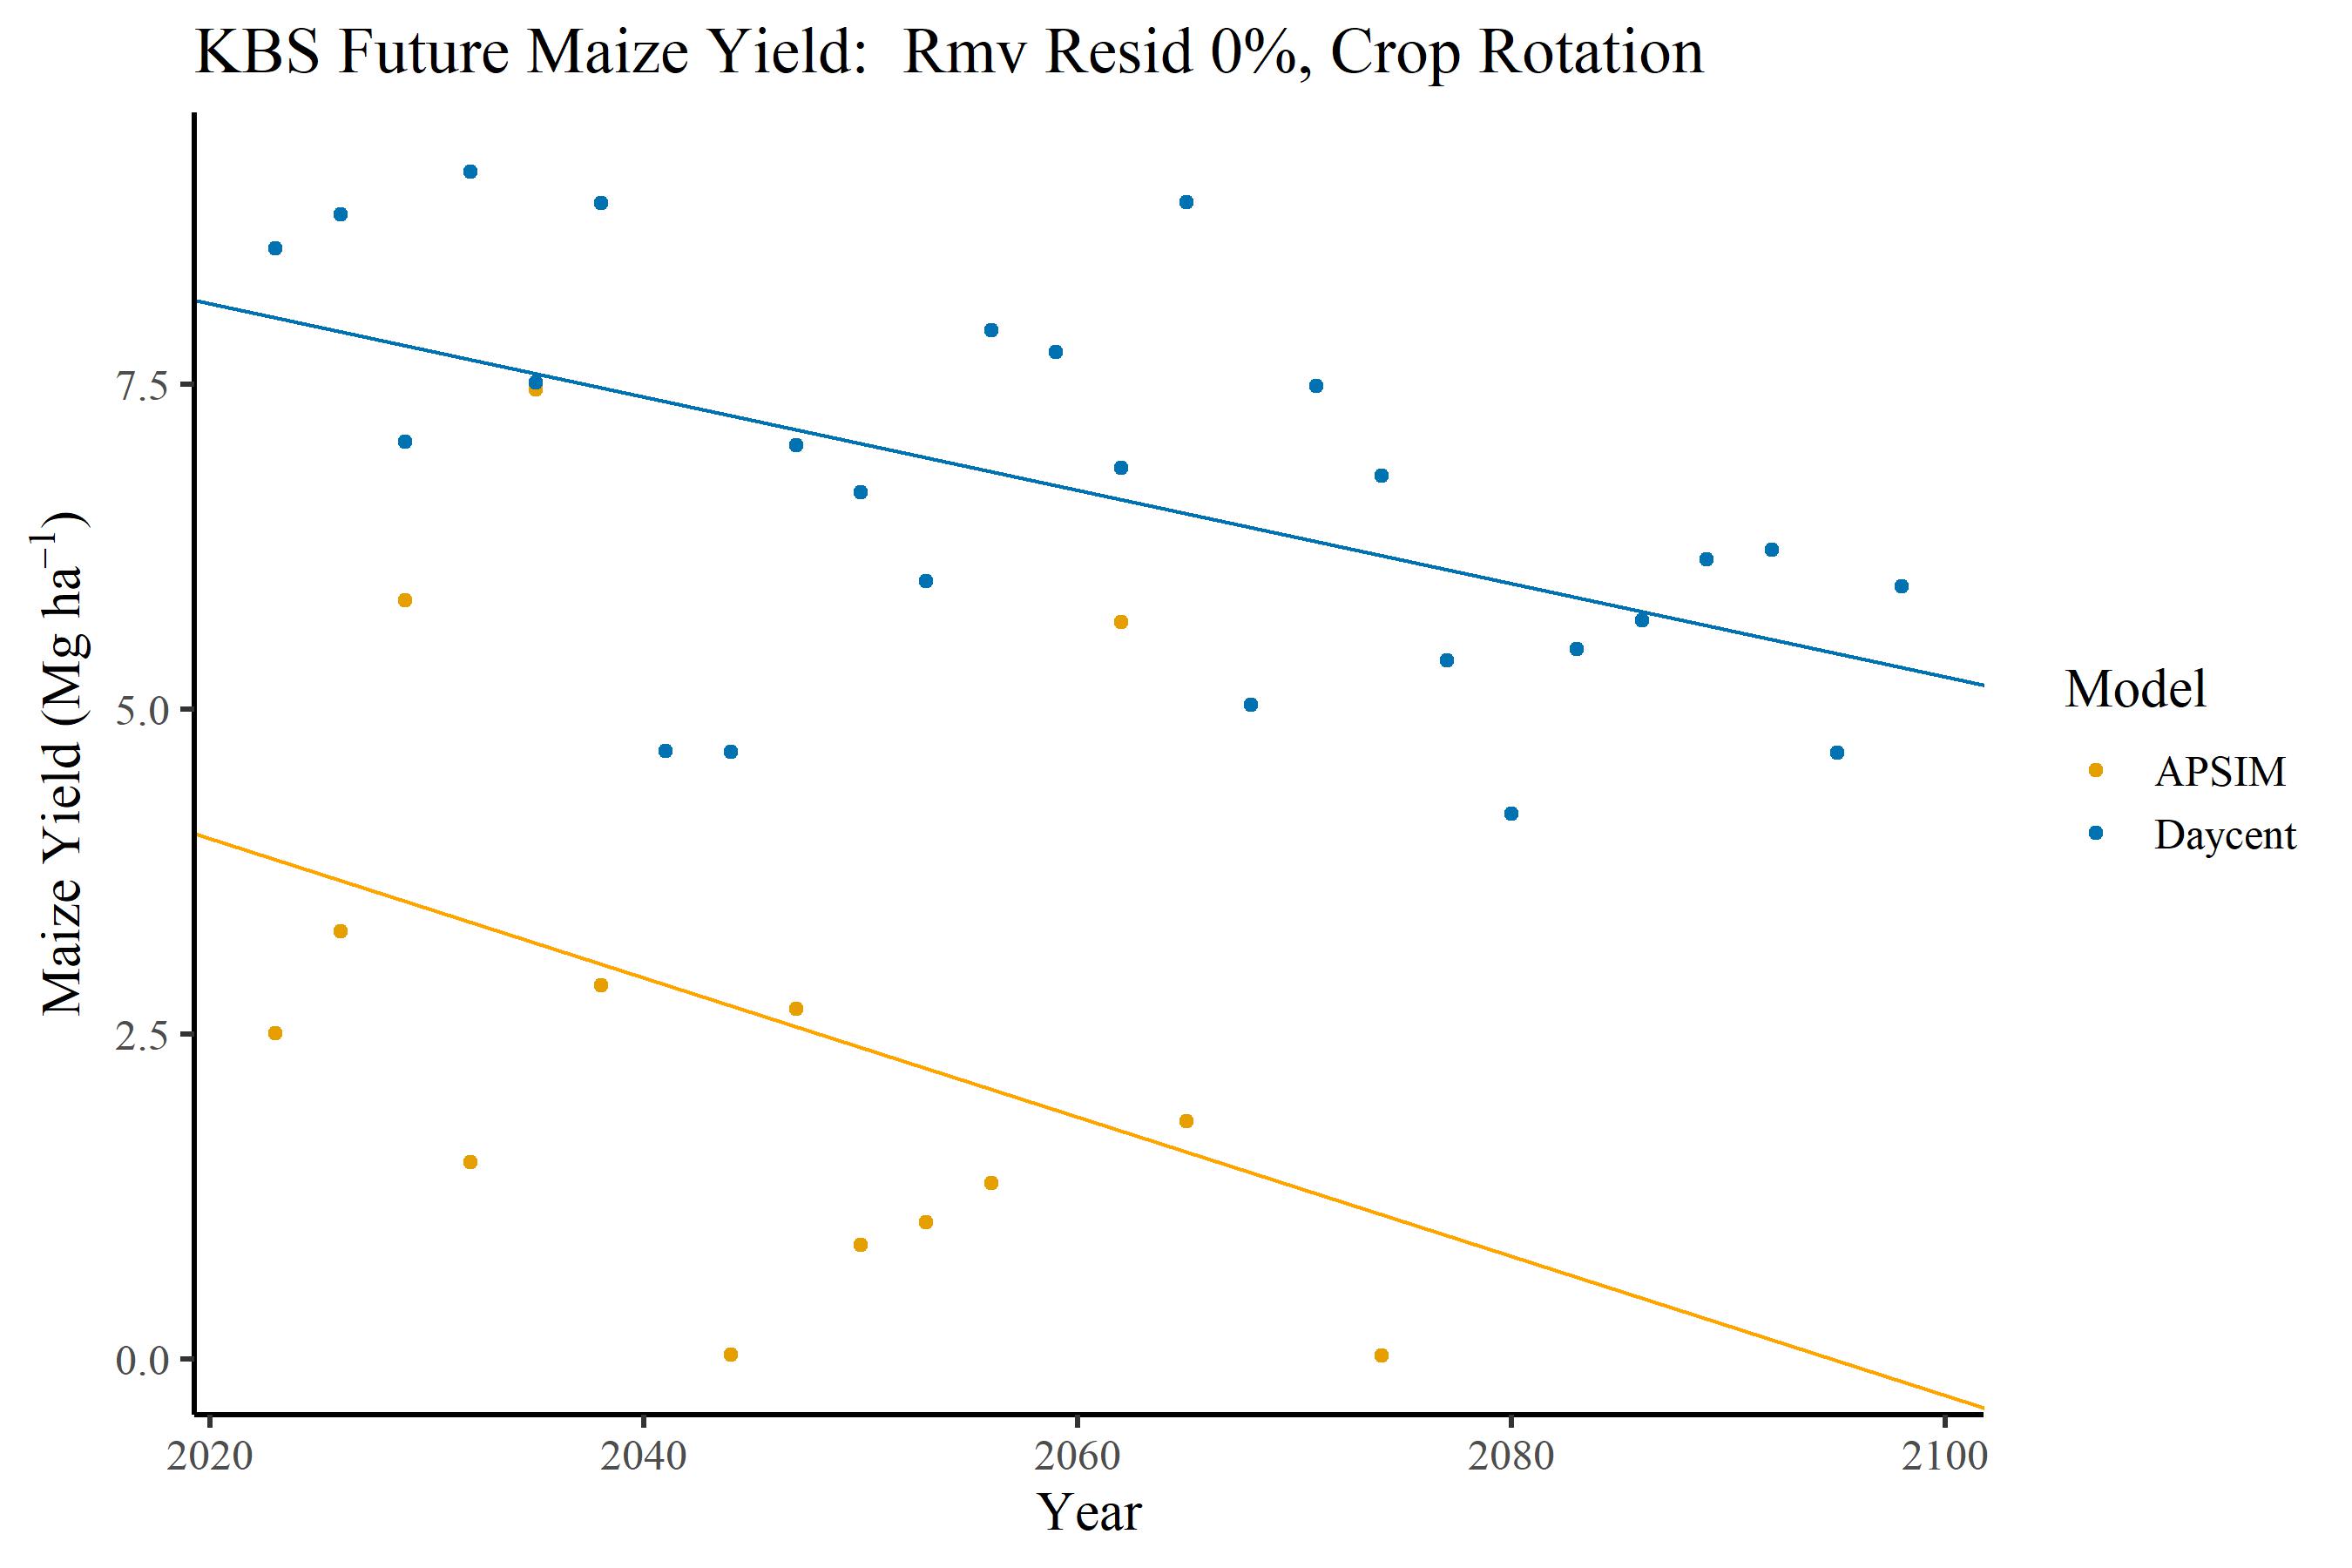 KBS Future Maize Yield:  Rmv Resid 0%, Crop Rotation
Maize Yield (Mg ha⁻¹)
7.5
5.0
2.5
0.0
2020 2040 2060 2080 2100
Year
Model
APSIM
Daycent